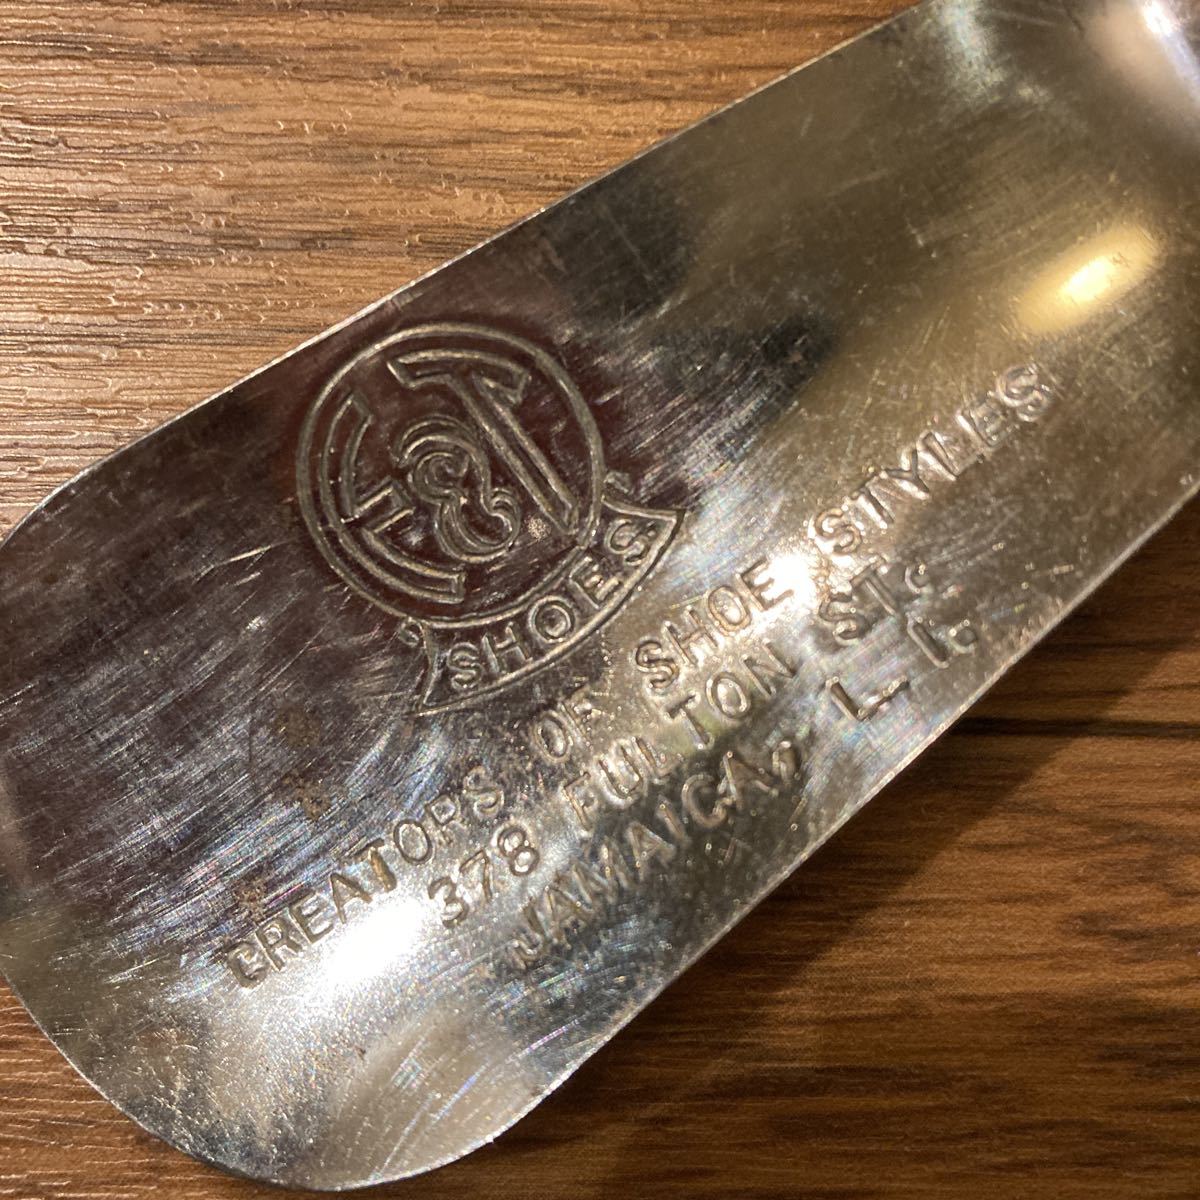 E&T
SHOES
CREATORS OF SHOE STYLES
378 FULTON ST.
JAMAICA, L. I.